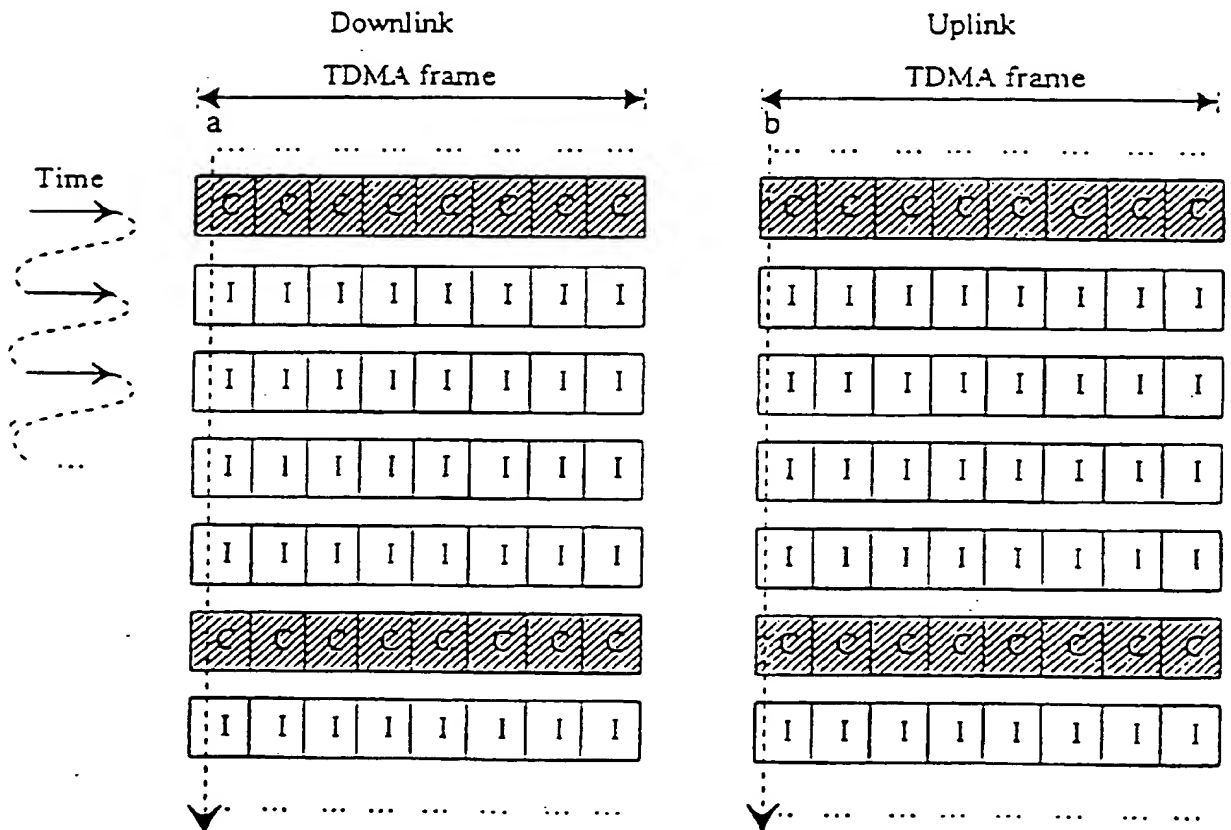 Downlink Uplink
TDMA frame TDMA frame
a b
... ... ... ... ... ... ... ... ... ... ... ... ... ... ... ...
Time
C C C C C C C C C C C C C C C C
I I I I I I I I I I I I I I I I
I I I I I I I I I I I I I I I I
I I I I I I I I I I I I I I I I
...
I I I I I I I I I I I I I I I I
C C C C C C C C C C C C C C C C
I I I I I I I I I I I I I I I I
... ... ... ... ... ... ... ... ... ... ... ... ... ... ... ...